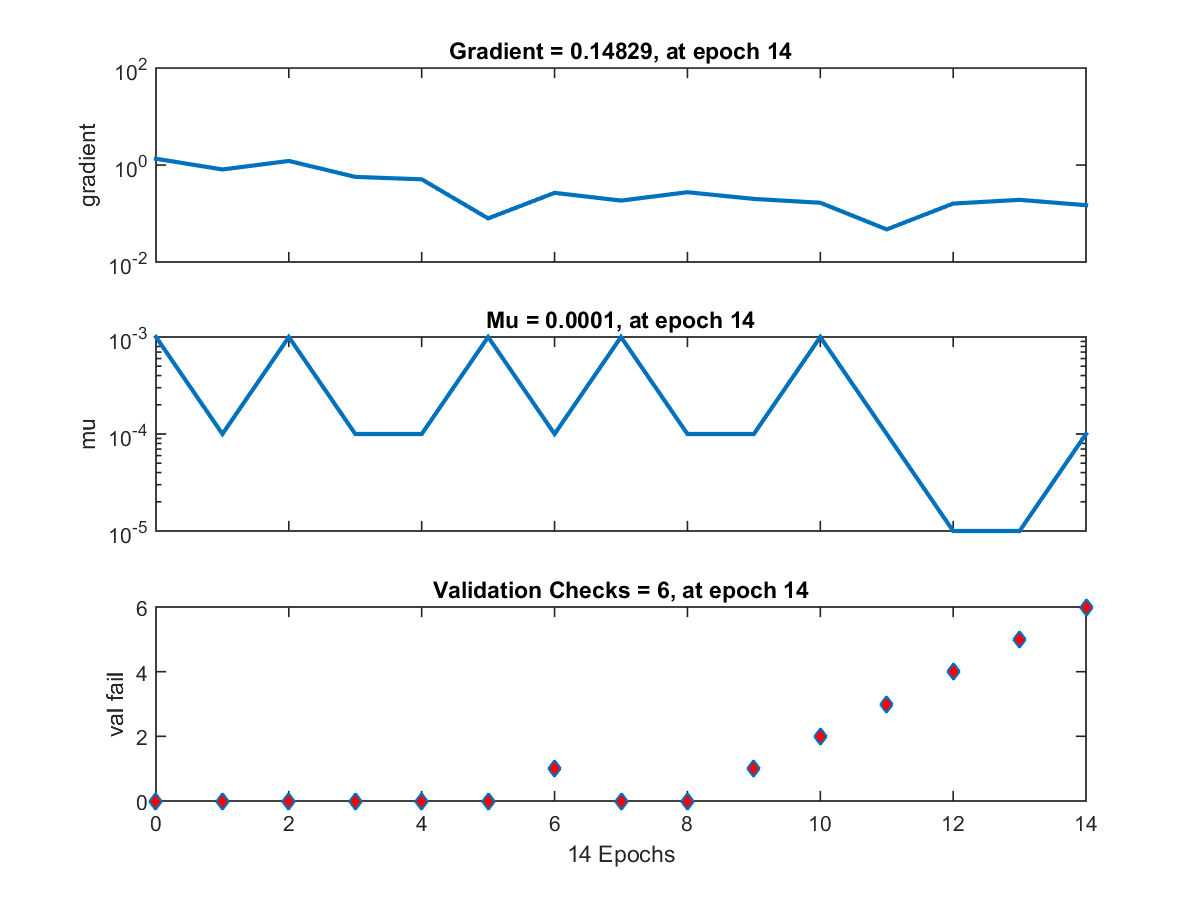 Gradient = 0.14829, at epoch 14
10^2
10^0
10^-2
gradient
Mu = 0.0001, at epoch 14
10^-3
10^-4
10^-5
mu
Validation Checks = 6, at epoch 14
6
4
2
0
val fail
0 2 4 6 8 10 12 14
14 Epochs